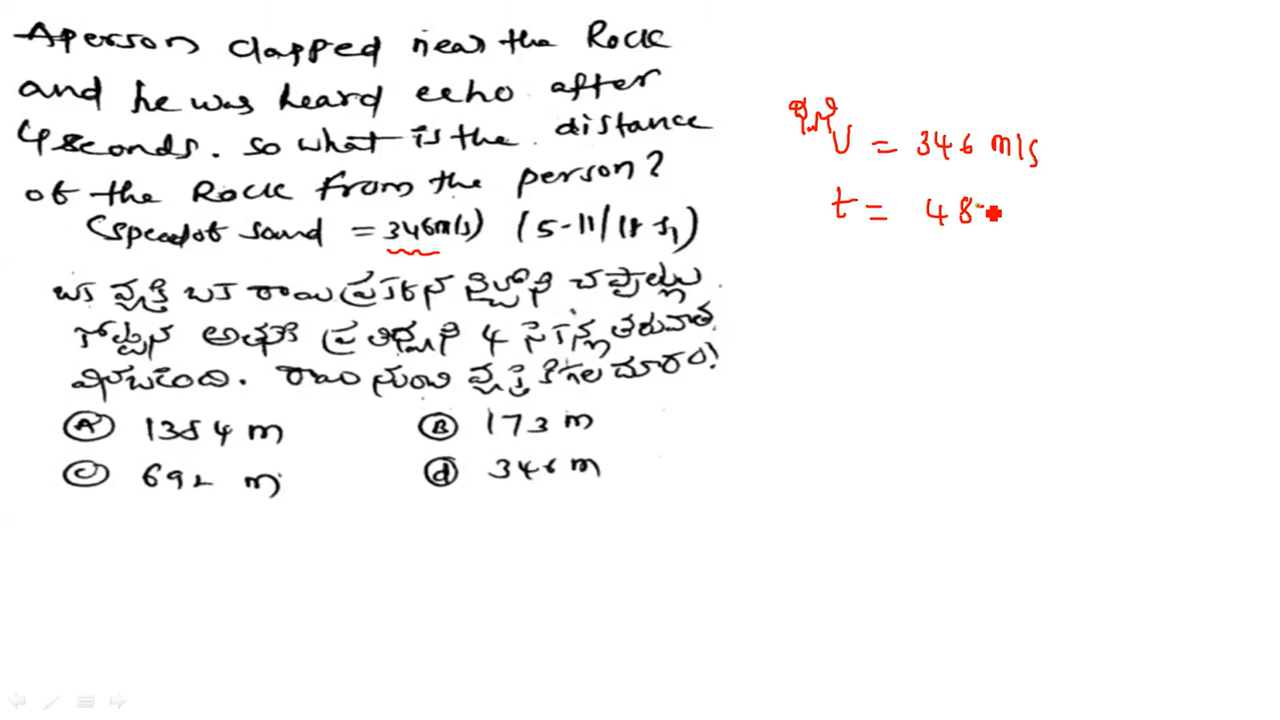 A person clapped near the Rock
and he was heard echo after
4 seconds. so what is the distance
of the Rock from the person?
(speed of sound = 346 m/s) (5-11/18 s1)
ఒక వ్యక్తి ఒక రాయి ప్రక్కన నిల్చొని చప్పట్లు
గొట్టిన అతనికి ప్రతిధ్వని 4 సెకన్ల తరువాత
వినబడింది. రాయి నుండి వ్యక్తికి గల దూరం?
(A) 1384 m (B) 173 m
(C) 692 m (d) 346 m
ధ్వని V = 346 m/s
t = 4 s